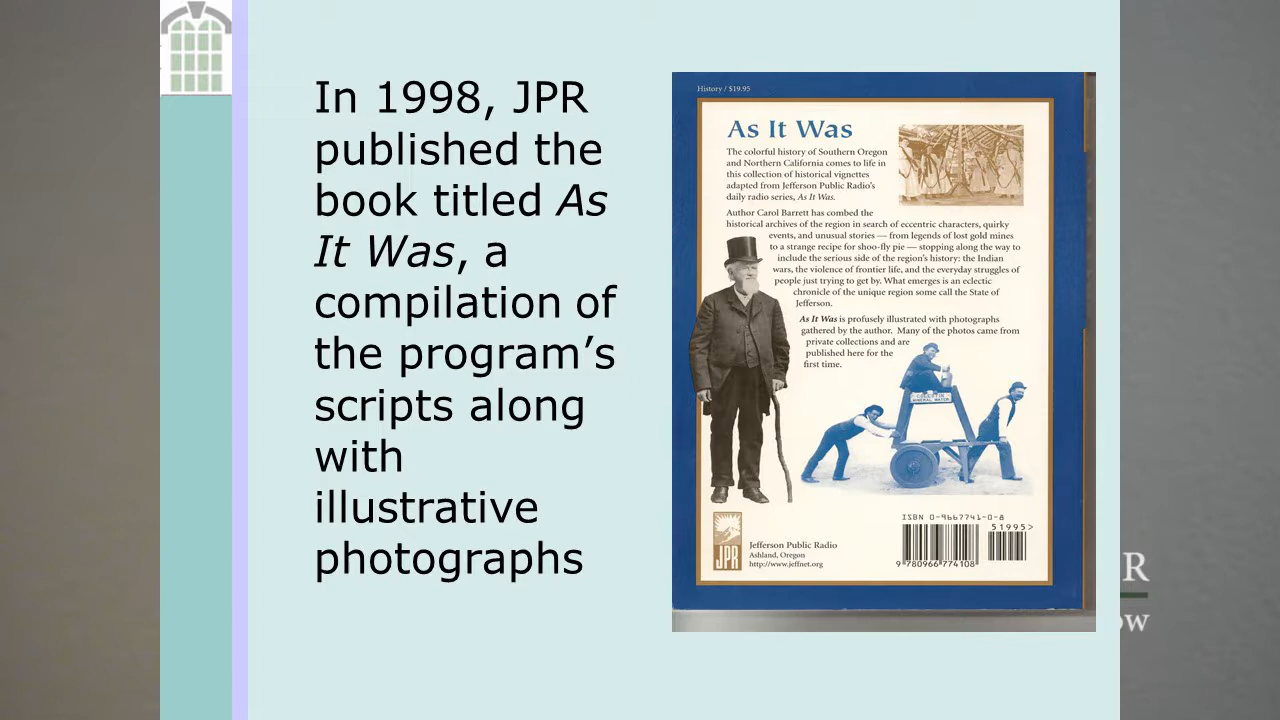 In 1998, JPR
published the
book titled As
It Was, a
compilation of
the program’s
scripts along
with
illustrative
photographs
History / $19.95
As It Was
The colorful history of Southern Oregon
and Northern California comes to life in
this collection of historical vignettes
adapted from Jefferson Public Radio's
daily radio series, As It Was.
Author Carol Barrett has combed the
historical archives of the region in search of eccentric characters, quirky
events, and unusual stories — from legends of lost gold mines
to a strange recipe for shoo-fly pie — stopping along the way to
include the serious side of the region's history: the Indian
wars, the violence of frontier life, and the everyday struggles of
people just trying to get by. What emerges is an eclectic
chronicle of the unique region some call the State of
Jefferson.
As It Was is profusely illustrated with photographs
gathered by the author. Many of the photos came from
private collections and are
published here for the
first time.
COLESTIN
MINERAL WATER
ISBN 0-9667741-0-8
51995>
9 780966 774108
JPR
Jefferson Public Radio
Ashland, Oregon
http://www.jeffnet.org
R
ow